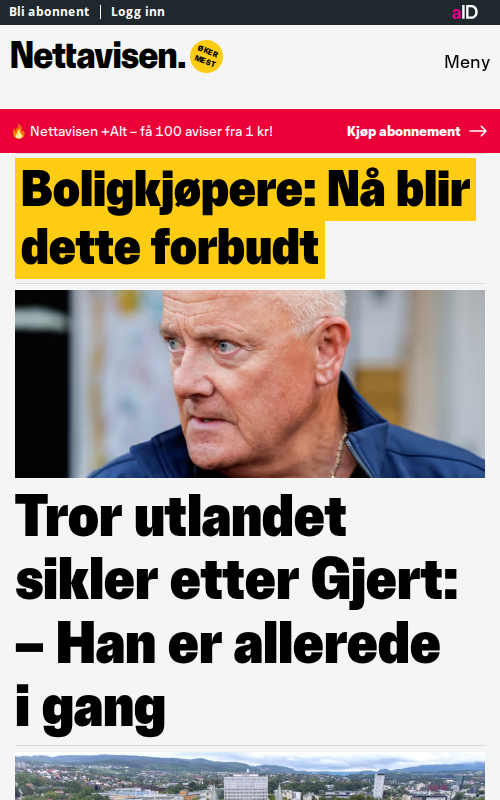 Bli abonnent | Logg inn
aID
Nettavisen.
ØKER
MEST
Meny
🔥 Nettavisen +Alt – få 100 aviser fra 1 kr!
Kjøp abonnement →
Boligkjøpere: Nå blir
dette forbudt
Tror utlandet
sikler etter Gjert:
– Han er allerede
i gang